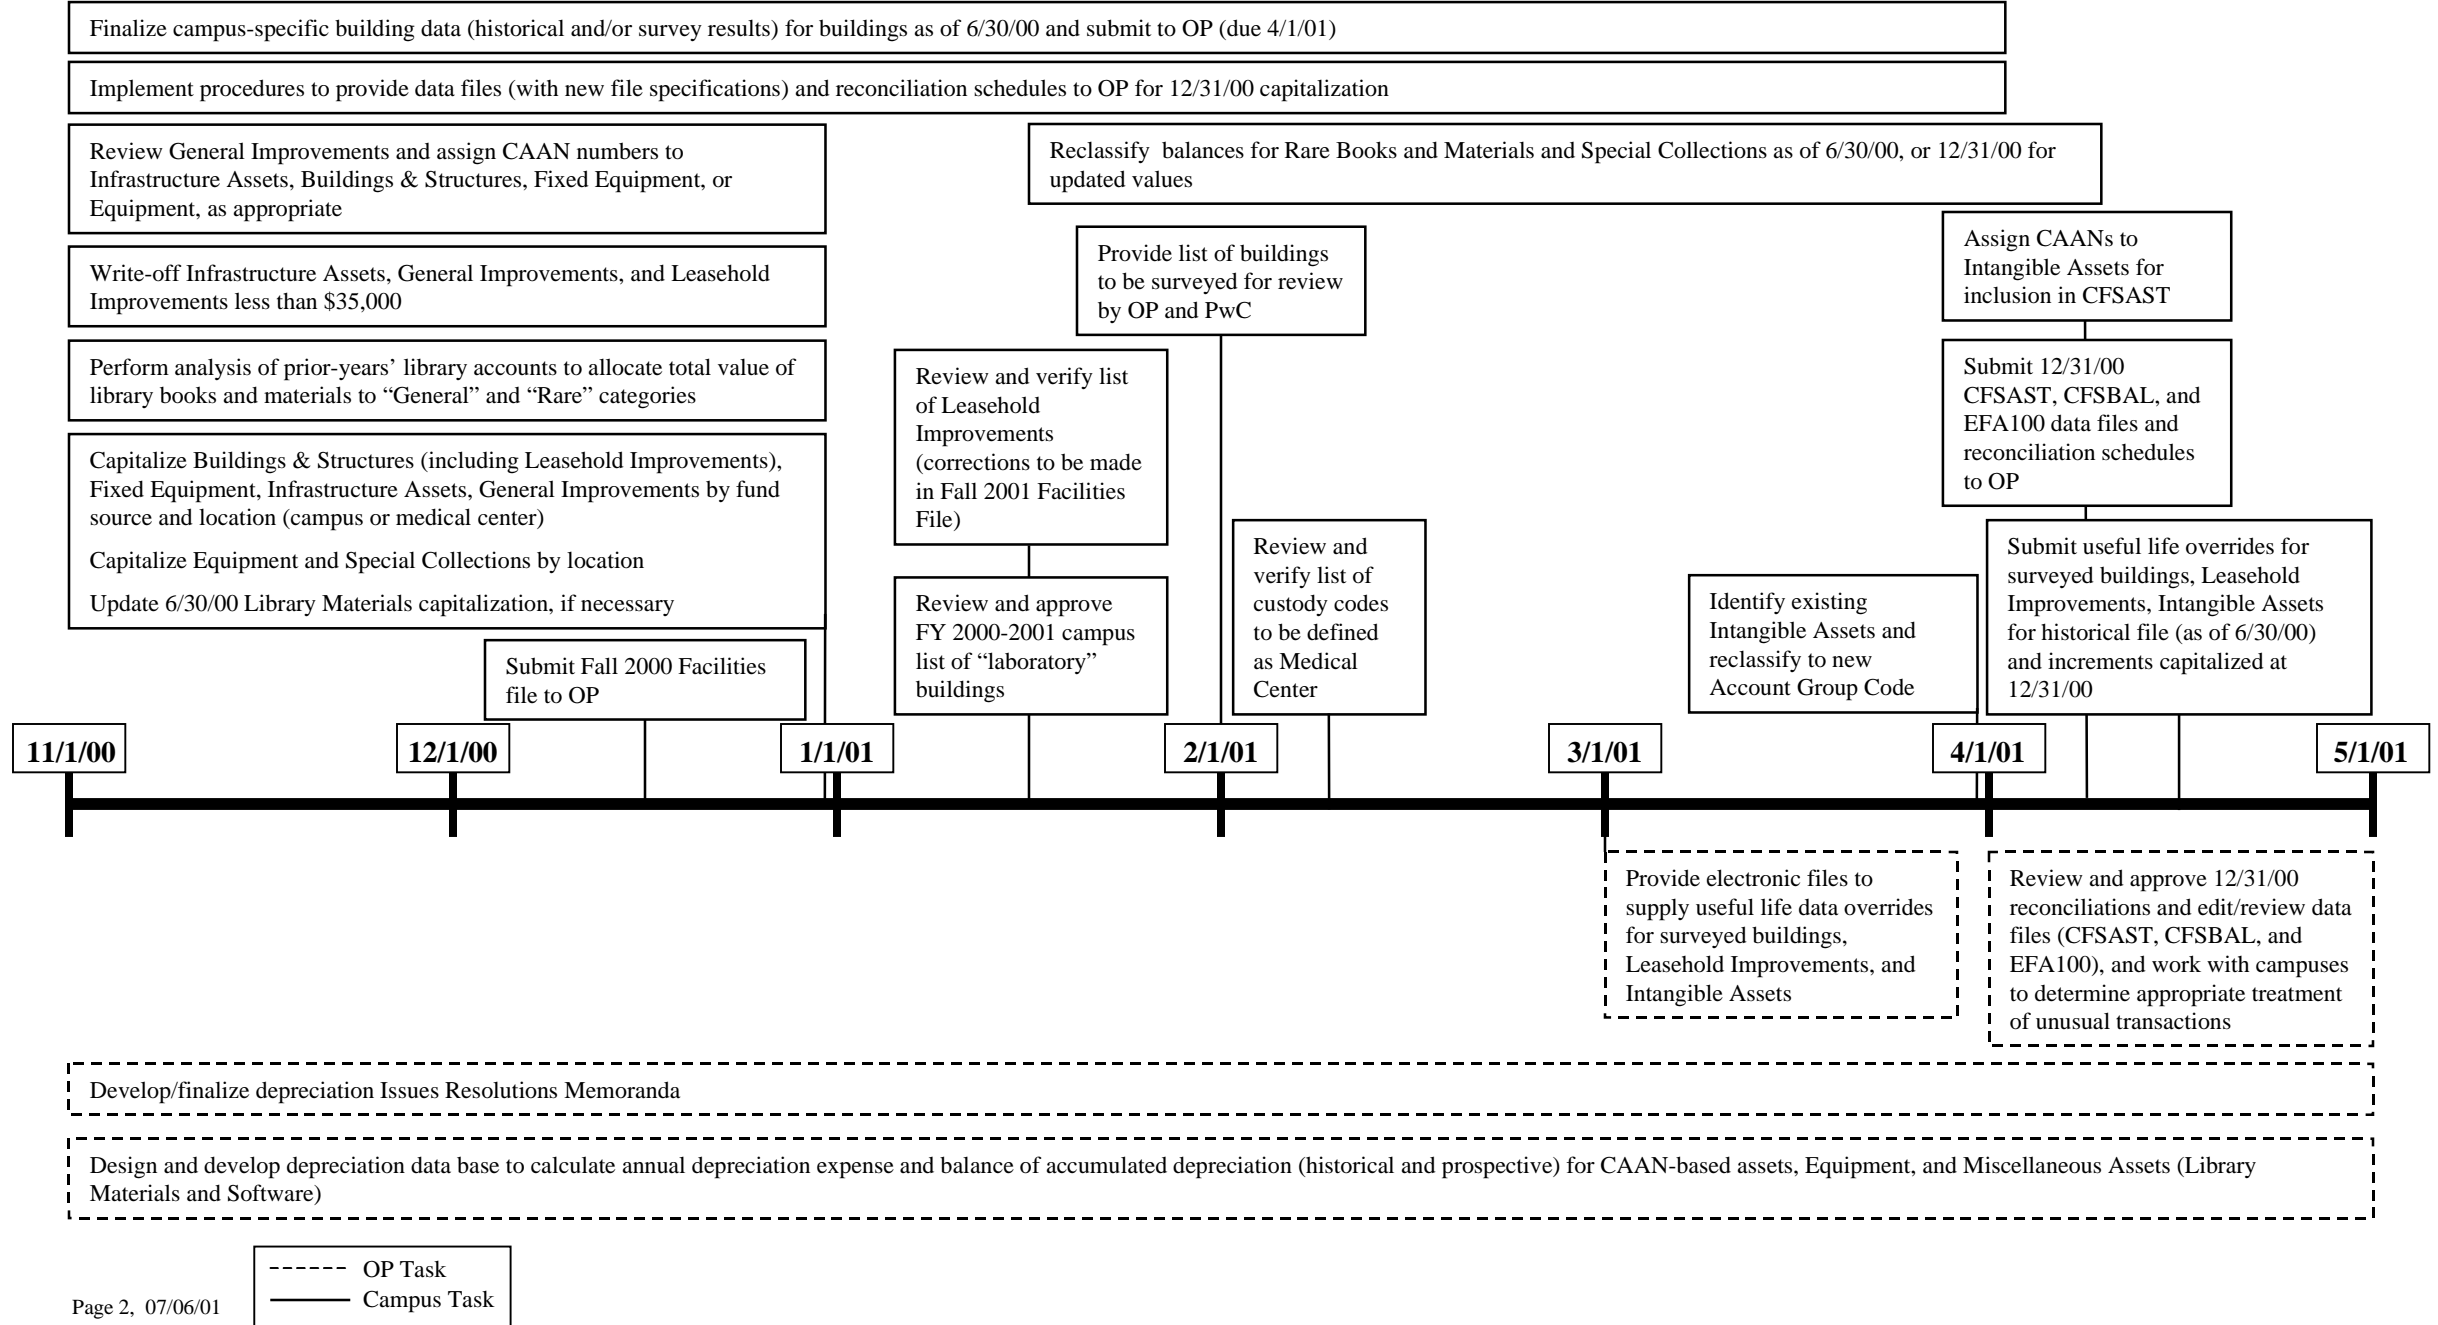 Finalize campus-specific building data (historical and/or survey results) for buildings as of 6/30/00 and submit to OP (due 4/1/01)
Implement procedures to provide data files (with new file specifications) and reconciliation schedules to OP for 12/31/00 capitalization
Review General Improvements and assign CAAN numbers to
Infrastructure Assets, Buildings & Structures, Fixed Equipment, or
Equipment, as appropriate
Reclassify  balances for Rare Books and Materials and Special Collections as of 6/30/00, or 12/31/00 for
updated values
Write-off Infrastructure Assets, General Improvements, and Leasehold
Improvements less than $35,000
Perform analysis of prior-years’ library accounts to allocate total value of
library books and materials to “General” and “Rare” categories
Capitalize Buildings & Structures (including Leasehold Improvements),
Fixed Equipment, Infrastructure Assets, General Improvements by fund
source and location (campus or medical center)
Capitalize Equipment and Special Collections by location
Update 6/30/00 Library Materials capitalization, if necessary
Submit Fall 2000 Facilities
file to OP
Review and verify list
of Leasehold
Improvements
(corrections to be made
in Fall 2001 Facilities
File)
Review and approve
FY 2000-2001 campus
list of “laboratory”
buildings
Provide list of buildings
to be surveyed for review
by OP and PwC
Review and
verify list of
custody codes
to be defined
as Medical
Center
Identify existing
Intangible Assets and
reclassify to new
Account Group Code
Assign CAANs to
Intangible Assets for
inclusion in CFSAST
Submit 12/31/00
CFSAST, CFSBAL, and
EFA100 data files and
reconciliation schedules
to OP
Submit useful life overrides for
surveyed buildings, Leasehold
Improvements, Intangible Assets
for historical file (as of 6/30/00)
and increments capitalized at
12/31/00
11/1/00
12/1/00
1/1/01
2/1/01
3/1/01
4/1/01
5/1/01
Provide electronic files to
supply useful life data overrides
for surveyed buildings,
Leasehold Improvements, and
Intangible Assets
Review and approve 12/31/00
reconciliations and edit/review data
files (CFSAST, CFSBAL, and
EFA100), and work with campuses
to determine appropriate treatment
of unusual transactions
Develop/finalize depreciation Issues Resolutions Memoranda
Design and develop depreciation data base to calculate annual depreciation expense and balance of accumulated depreciation (historical and prospective) for CAAN-based assets, Equipment, and Miscellaneous Assets (Library
Materials and Software)
OP Task
Campus Task
Page 2,  07/06/01